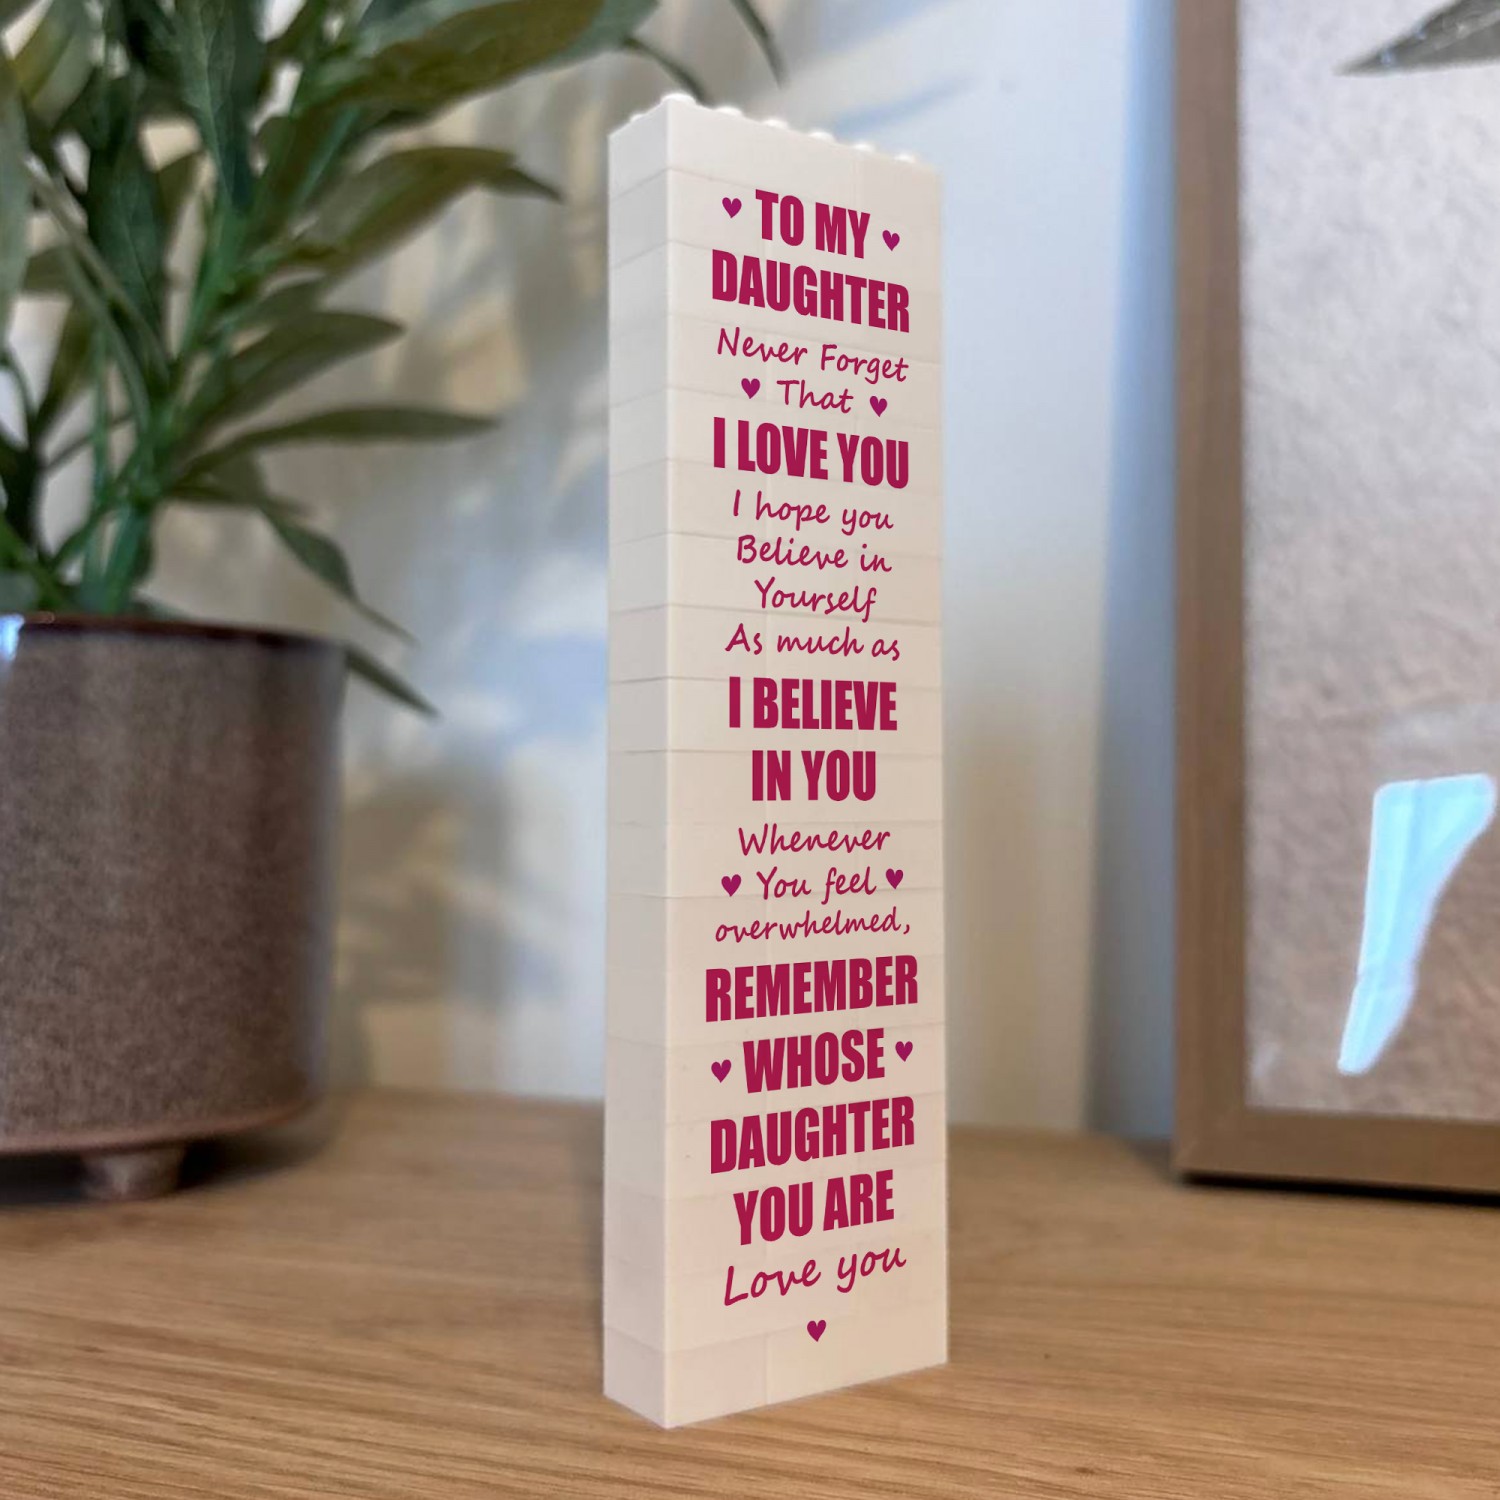 TO MY
DAUGHTER
Never Forget
That
I LOVE YOU
I hope you
Believe in
Yourself
As much as
I BELIEVE
IN YOU
Whenever
You feel
overwhelmed,
REMEMBER
WHOSE
DAUGHTER
YOU ARE
Love you